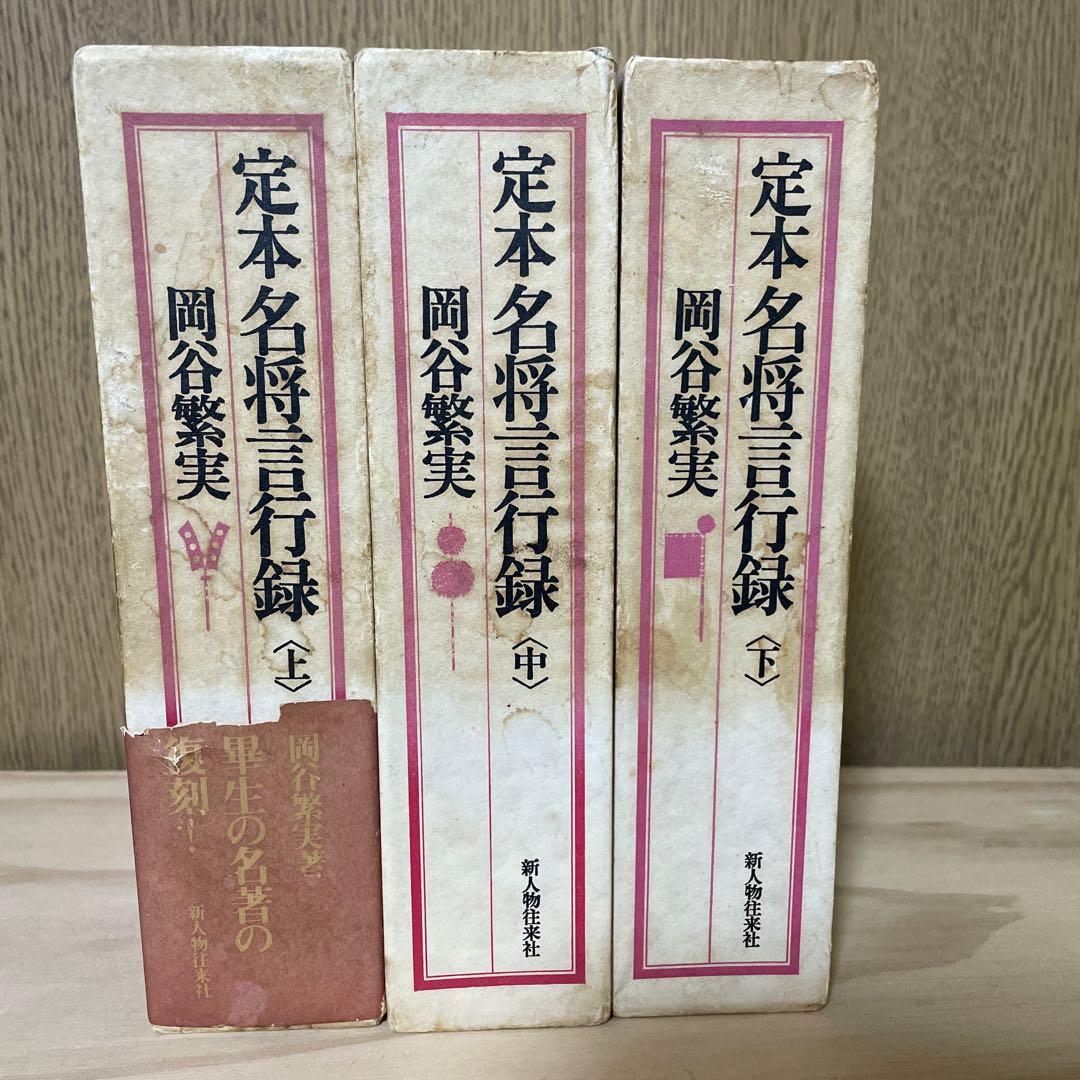 定本 名将言行録〈上〉
岡谷繁実
岡谷繁実著
畢生の名著の
復刻!
新人物往来社
定本 名将言行録〈中〉
岡谷繁実
新人物往来社
定本 名将言行録〈下〉
岡谷繁実
新人物往来社